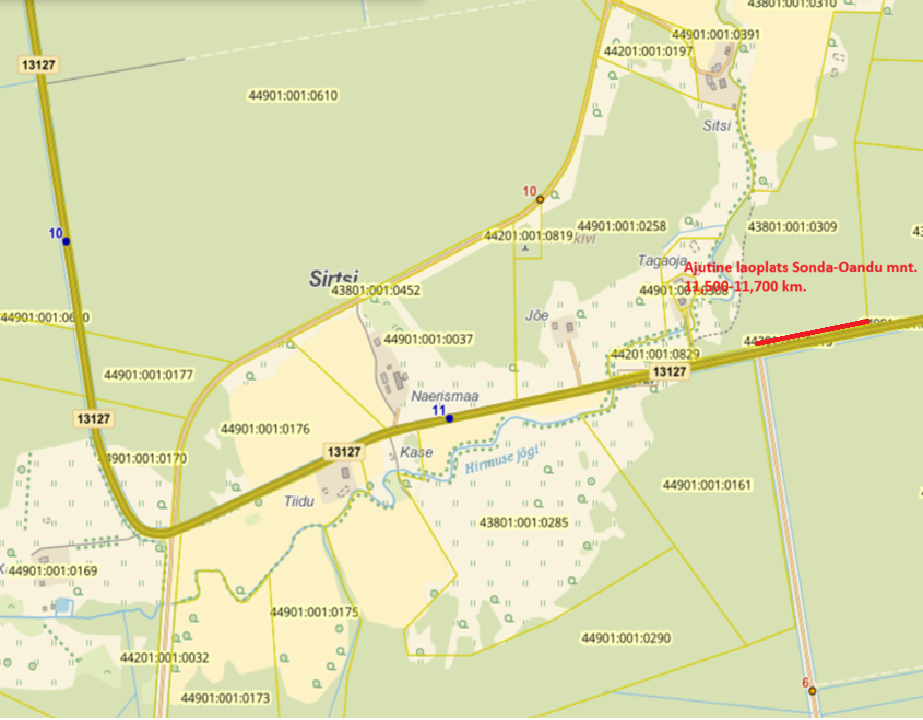 43801:001:0310
44901:001:0391
44201:001:0197
13127
44901:001:0610
Sitsi
10
10
44901:001:0258
43801:001:0309
44201:001:0819
kivi
Tagaoja
Ajutine laoplats Sonda-Oandu mnt.
11,500-11,700 km.
Sirtsi
43801:001:0452
Jõe
44901:001:0037
44201:001:0829
44901:001:0177
13127
Naerismaa
11
13127
44901:001:0176
13127
Kase
Hirmuse jõgi
44901:001:0170
Tiidu
44901:001:0161
43801:001:0285
44901:001:0169
44901:001:0175
44901:001:0290
44201:001:0032
6
44901:001:0173